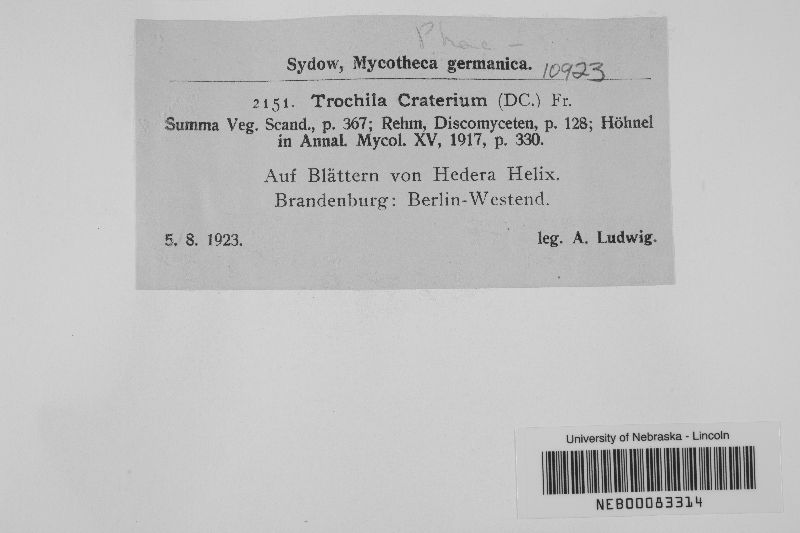 Sydow, Mycotheca germanica. 10923
2151. Trochila Craterium (DC.) Fr.
Summa Veg. Scand., p. 367; Rehm, Discomyceten, p. 128; Höhnel
in Annal. Mycol. XV, 1917, p. 330.
Auf Blättern von Hedera Helix.
Brandenburg: Berlin-Westend.
5. 8. 1923. leg. A. Ludwig.
University of Nebraska - Lincoln
NEB00083314